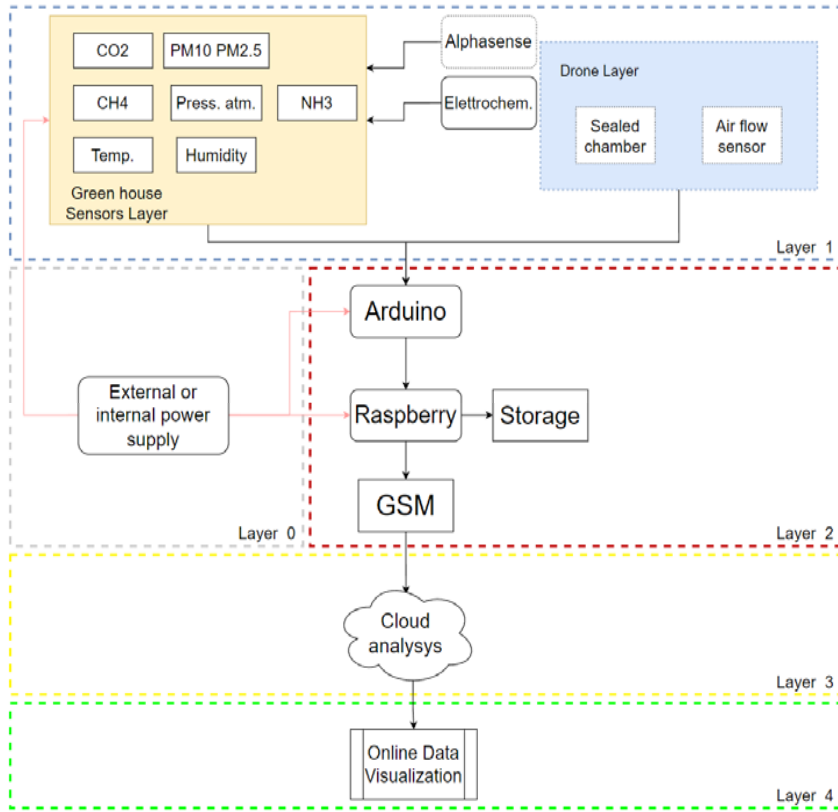 CO2
PM10 PM2.5
CH4
Press. atm.
NH3
Temp.
Humidity
Green house
Sensors Layer
Alphasense
Elettrochem.
Drone Layer
Sealed
chamber
Air flow
sensor
Layer 1
Arduino
External or
internal power
supply
Raspberry
Storage
GSM
Layer 0
Layer 2
Cloud
analysys
Layer 3
Online Data
Visualization
Layer 4